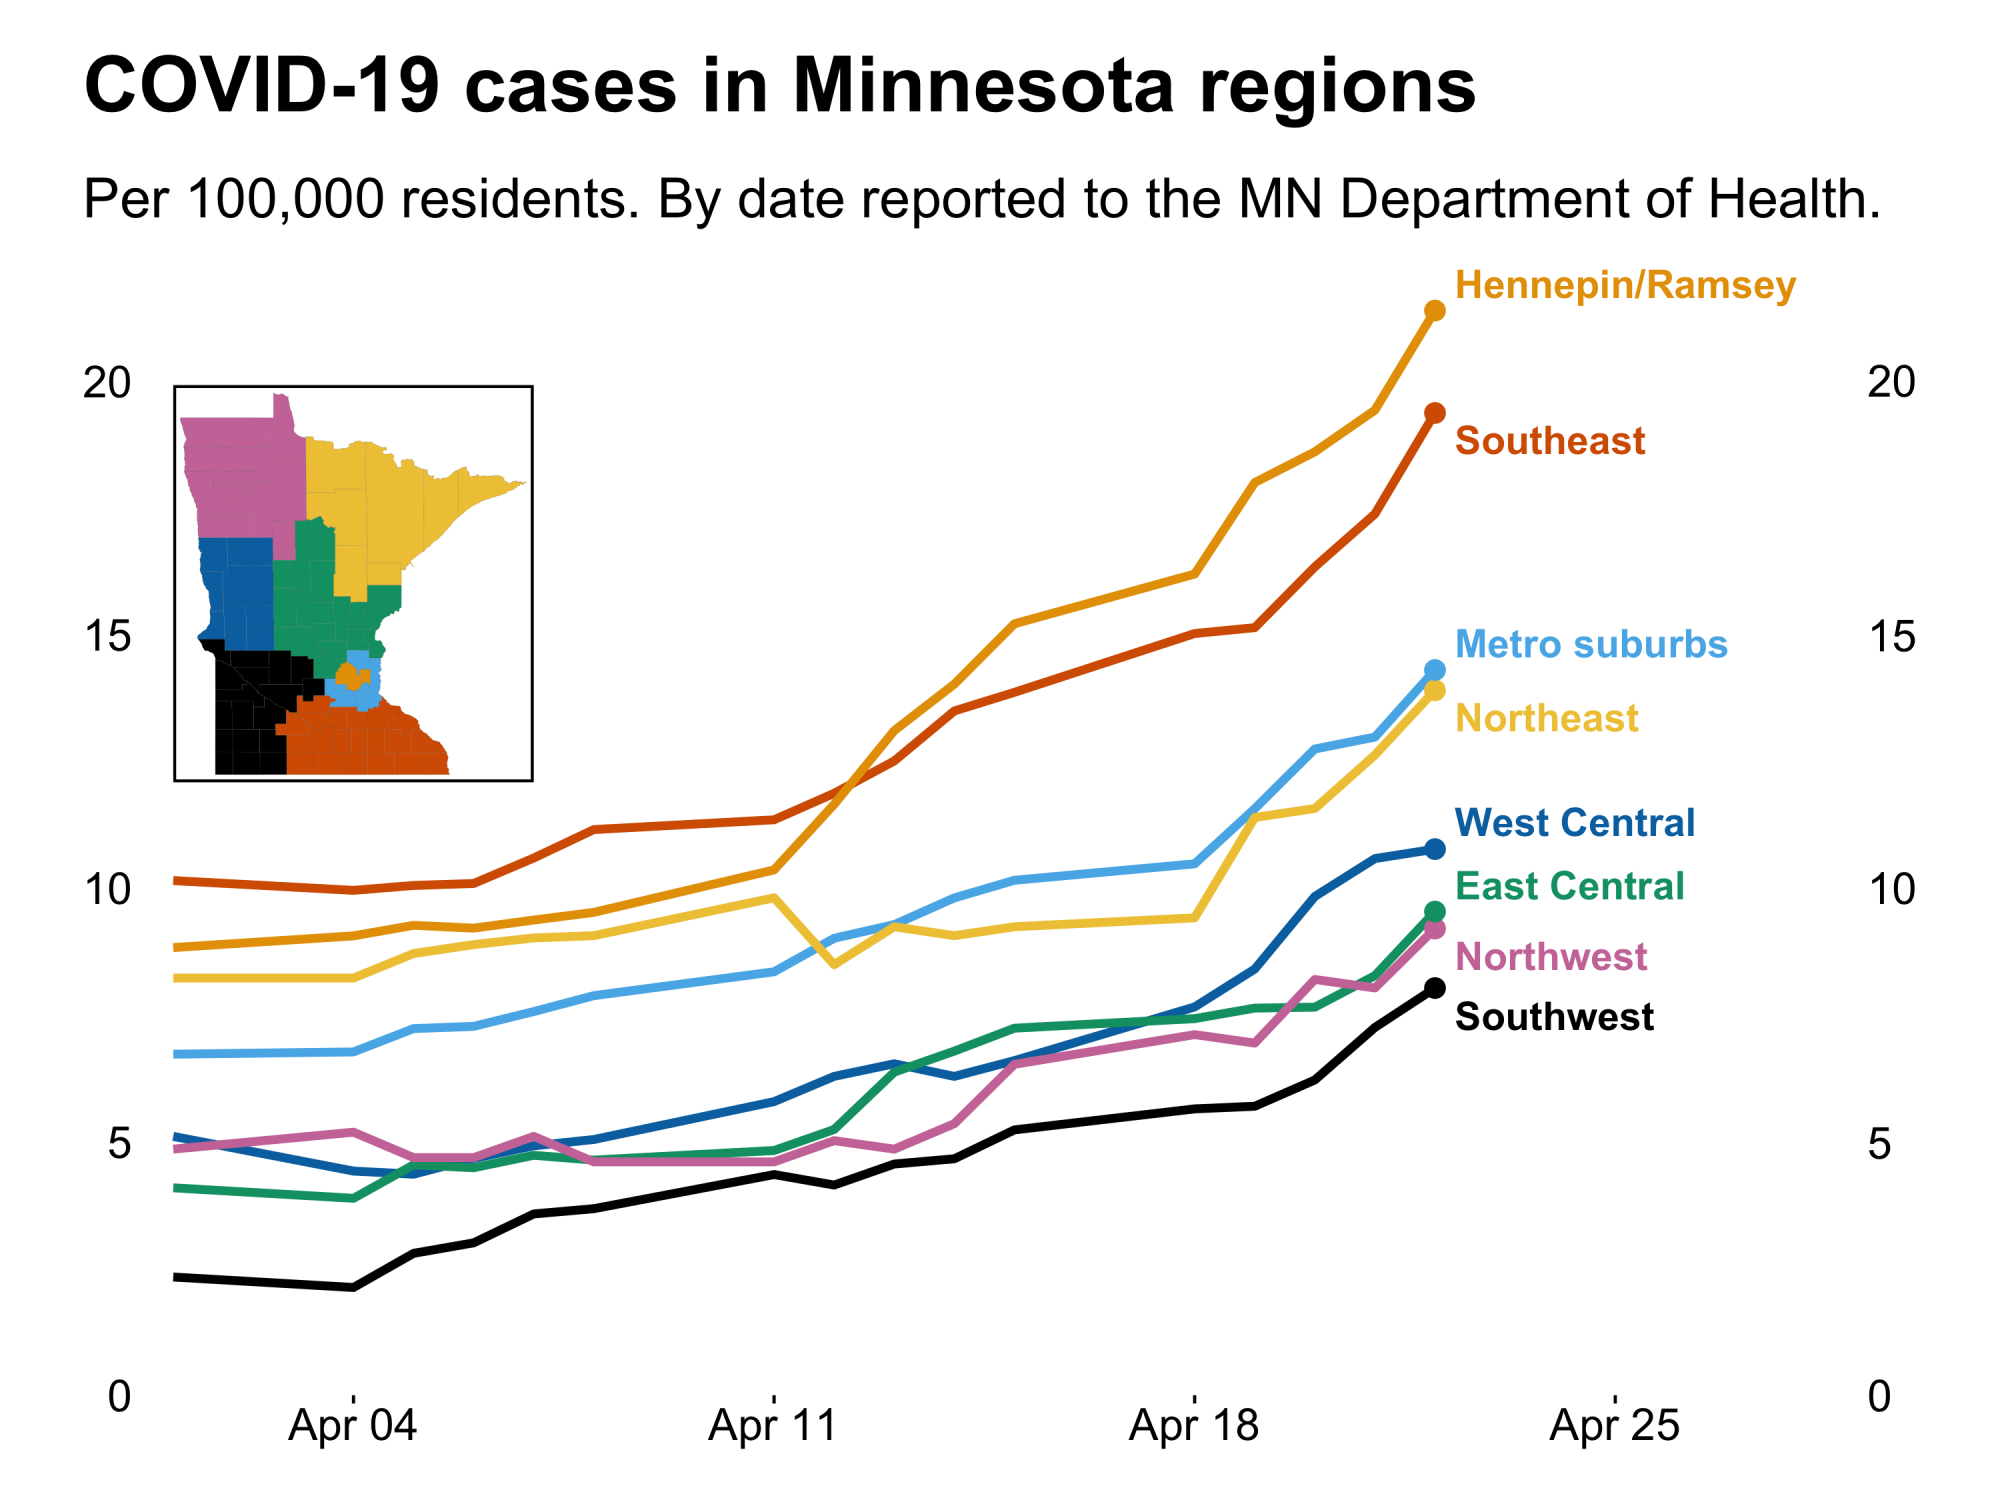 COVID-19 cases in Minnesota regions
Per 100,000 residents. By date reported to the MN Department of Health.
Hennepin/Ramsey
20
20
Southeast
15
Metro suburbs
15
Northeast
West Central
10
East Central
10
Northwest
Southwest
5
5
0
0
Apr 04
Apr 11
Apr 18
Apr 25